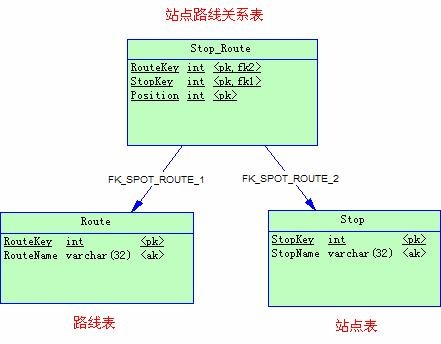 站点路线关系表
Stop_Route
RouteKey int <pk,fk2>
StopKey int <pk,fk1>
Position int <pk>
FK_SPOT_ROUTE_1
FK_SPOT_ROUTE_2
Route
RouteKey int <pk>
RouteName varchar(32) <ak>
Stop
StopKey int <pk>
StopName varchar(32) <ak>
路线表
站点表